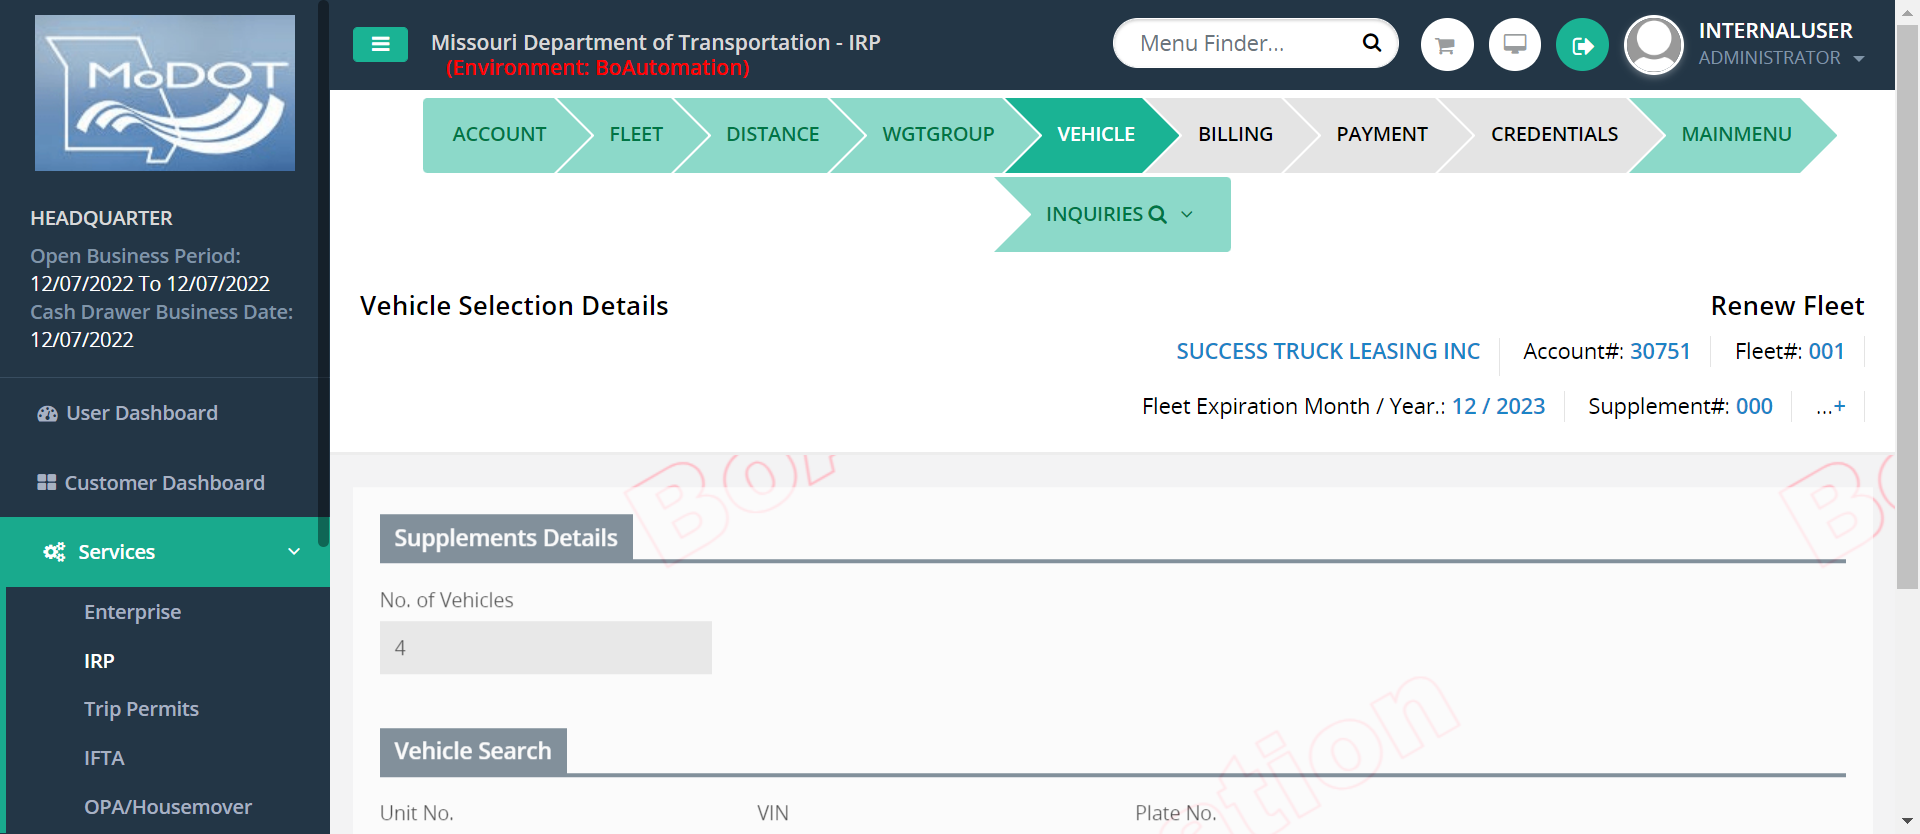 MoDOT
HEADQUARTER
Open Business Period:
12/07/2022 To 12/07/2022
Cash Drawer Business Date:
12/07/2022
User Dashboard
Customer Dashboard
Services
Enterprise
IRP
Trip Permits
IFTA
OPA/Housemover
Missouri Department of Transportation - IRP
(Environment: BoAutomation)
Menu Finder...
INTERNALUSER
ADMINISTRATOR
ACCOUNT
FLEET
DISTANCE
WGTGROUP
VEHICLE
BILLING
PAYMENT
CREDENTIALS
MAINMENU
INQUIRIES
Vehicle Selection Details
Renew Fleet
SUCCESS TRUCK LEASING INC
Account#: 30751
Fleet#: 001
Fleet Expiration Month / Year.: 12 / 2023
Supplement#: 000
...+
Supplements Details
No. of Vehicles
4
Vehicle Search
Unit No.
VIN
Plate No.